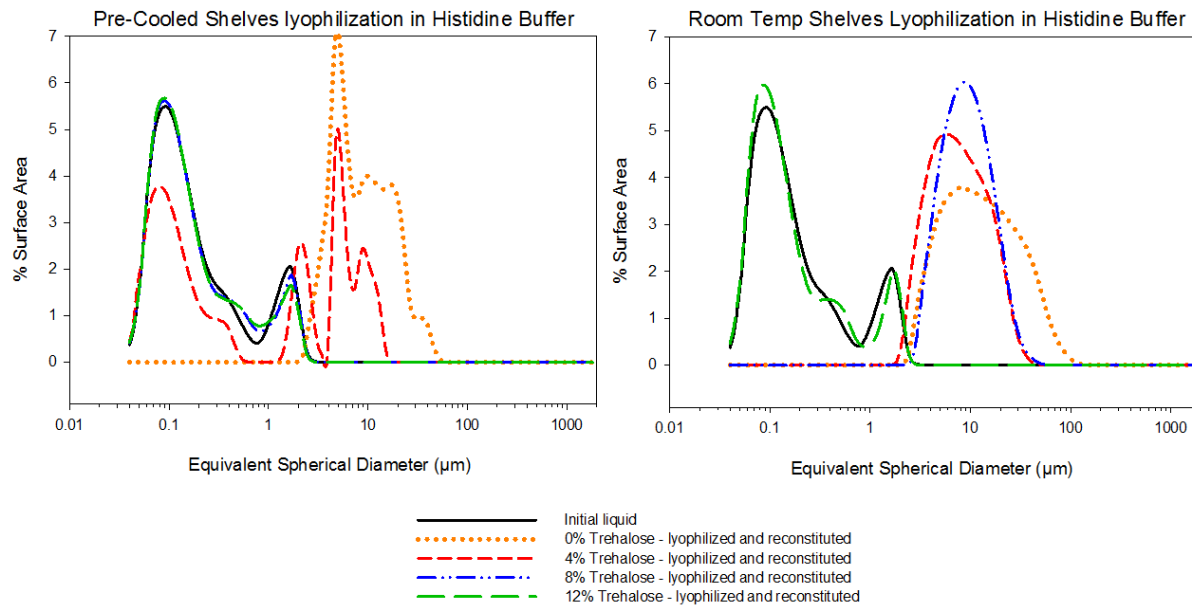 Pre-Cooled Shelves lyophilization in Histidine Buffer
7
6
5
4
3
2
1
0
% Surface Area
0.01 0.1 1 10 100 1000
Equivalent Spherical Diameter (µm)
Room Temp Shelves Lyophilization in Histidine Buffer
7
6
5
4
3
2
1
0
% Surface Area
0.01 0.1 1 10 100 1000
Equivalent Spherical Diameter (µm)
Initial liquid
0% Trehalose - lyophilized and reconstituted
4% Trehalose - lyophilized and reconstituted
8% Trehalose - lyophilized and reconstituted
12% Trehalose - lyophilized and reconstituted